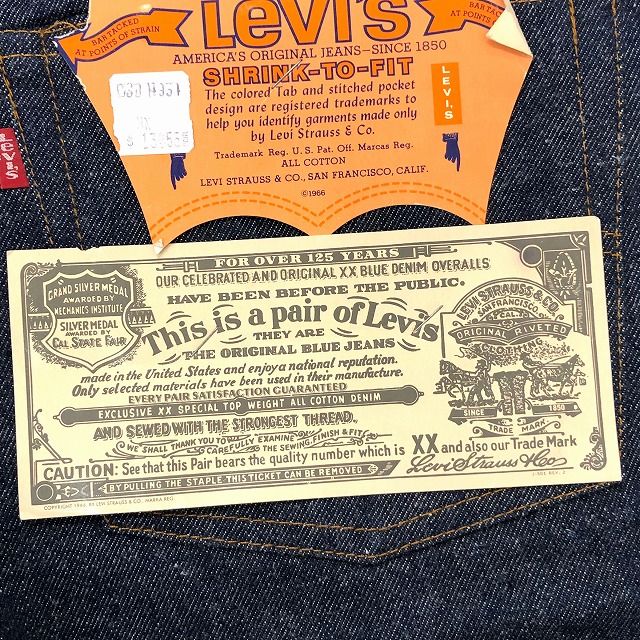 BARTACKED
AT POINTS OF STRAIN
LEVI'S
BARTACKED
AT POINTS OF
AMERICA'S ORIGINAL JEANS—SINCE 1850
SHRINK-TO-FIT
The colored Tab and stitched pocket
design are registered trademarks to
help you identify garments made only
by Levi Strauss & Co.
LEVI'S
Trademark Reg. U.S. Pat. Off. Marcas Reg.
ALL COTTON
LEVI STRAUSS & CO., SAN FRANCISCO, CALIF.
©1966
LEVI'S
FOR OVER 125 YEARS
OUR CELEBRATED AND ORIGINAL XX BLUE DENIM OVERALLS
HAVE BEEN BEFORE THE PUBLIC.
This is a pair of Levi's
THEY ARE
THE ORIGINAL BLUE JEANS
made in the United States and enjoy a national reputation.
Only selected materials have been used in their manufacture.
EVERY PAIR SATISFACTION GUARANTEED
EXCLUSIVE XX SPECIAL TOP WEIGHT ALL COTTON DENIM
AND SEWED WITH THE STRONGEST THREAD,
WE SHALL THANK YOU TO CAREFULLY EXAMINE THE SEWING, FINISH & FIT
CAUTION: See that this Pair bears the quality number which is XX and also our Trade Mark
BY PULLING THE STAPLE THIS TICKET CAN BE REMOVED
Levi Strauss & Co.
GRAND SILVER MEDAL
AWARDED BY
MECHANICS INSTITUTE
SILVER MEDAL
AWARDED BY
CAL STATE FAIR
LEVI STRAUSS & CO.
SAN FRANCISCO
CAL.
ORIGINAL RIVETED
CLOTHING
SINCE 1850
TRADE MARK